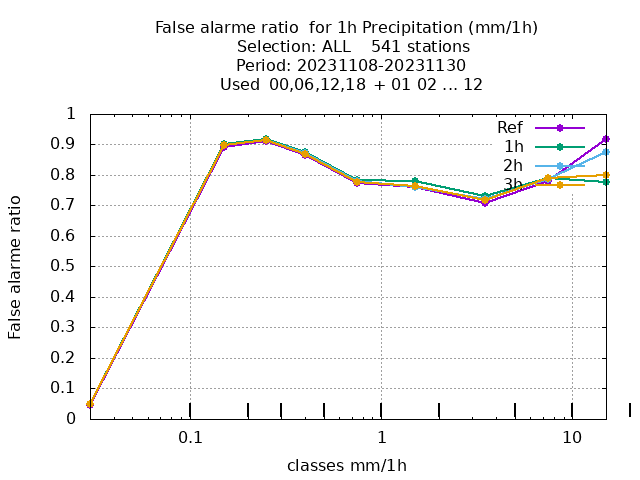 False alarme ratio for 1h Precipitation (mm/1h)
Selection: ALL 541 stations
Period: 20231108-20231130
Used 00,06,12,18 + 01 02 ... 12
False alarme ratio
1
0.9
0.8
0.7
0.6
0.5
0.4
0.3
0.2
0.1
0
Ref
1h
2h
3h
0.1 1 10
classes mm/1h